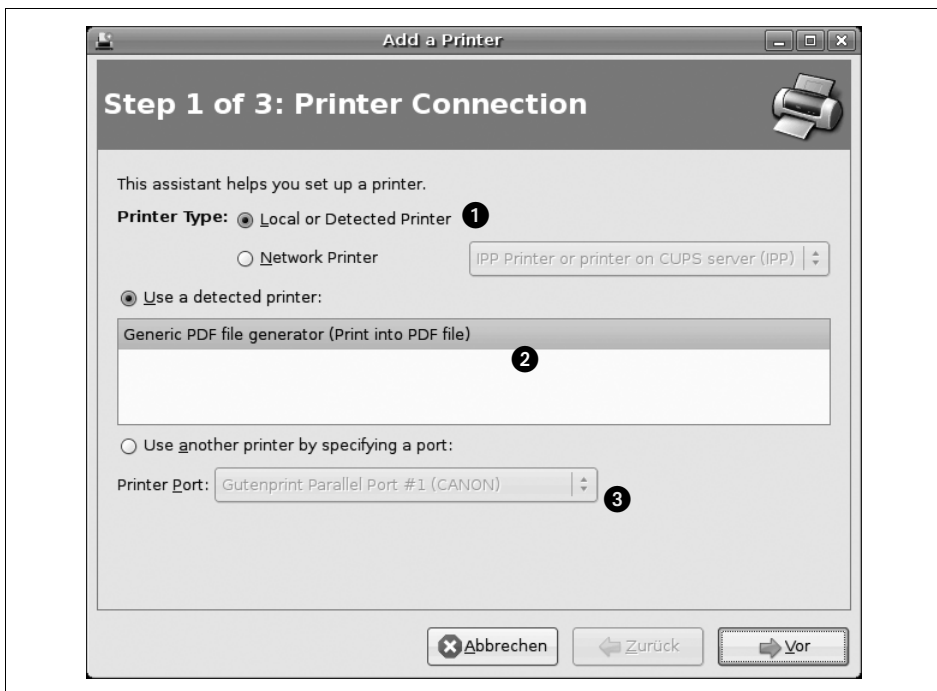 Add a Printer
Step 1 of 3: Printer Connection
This assistant helps you set up a printer.
Printer Type: Local or Detected Printer 1
Network Printer IPP Printer or printer on CUPS server (IPP)
Use a detected printer:
Generic PDF file generator (Print into PDF file)
2
Use another printer by specifying a port:
Printer Port: Gutenprint Parallel Port #1 (CANON)
3
Abbrechen Zurück Vor